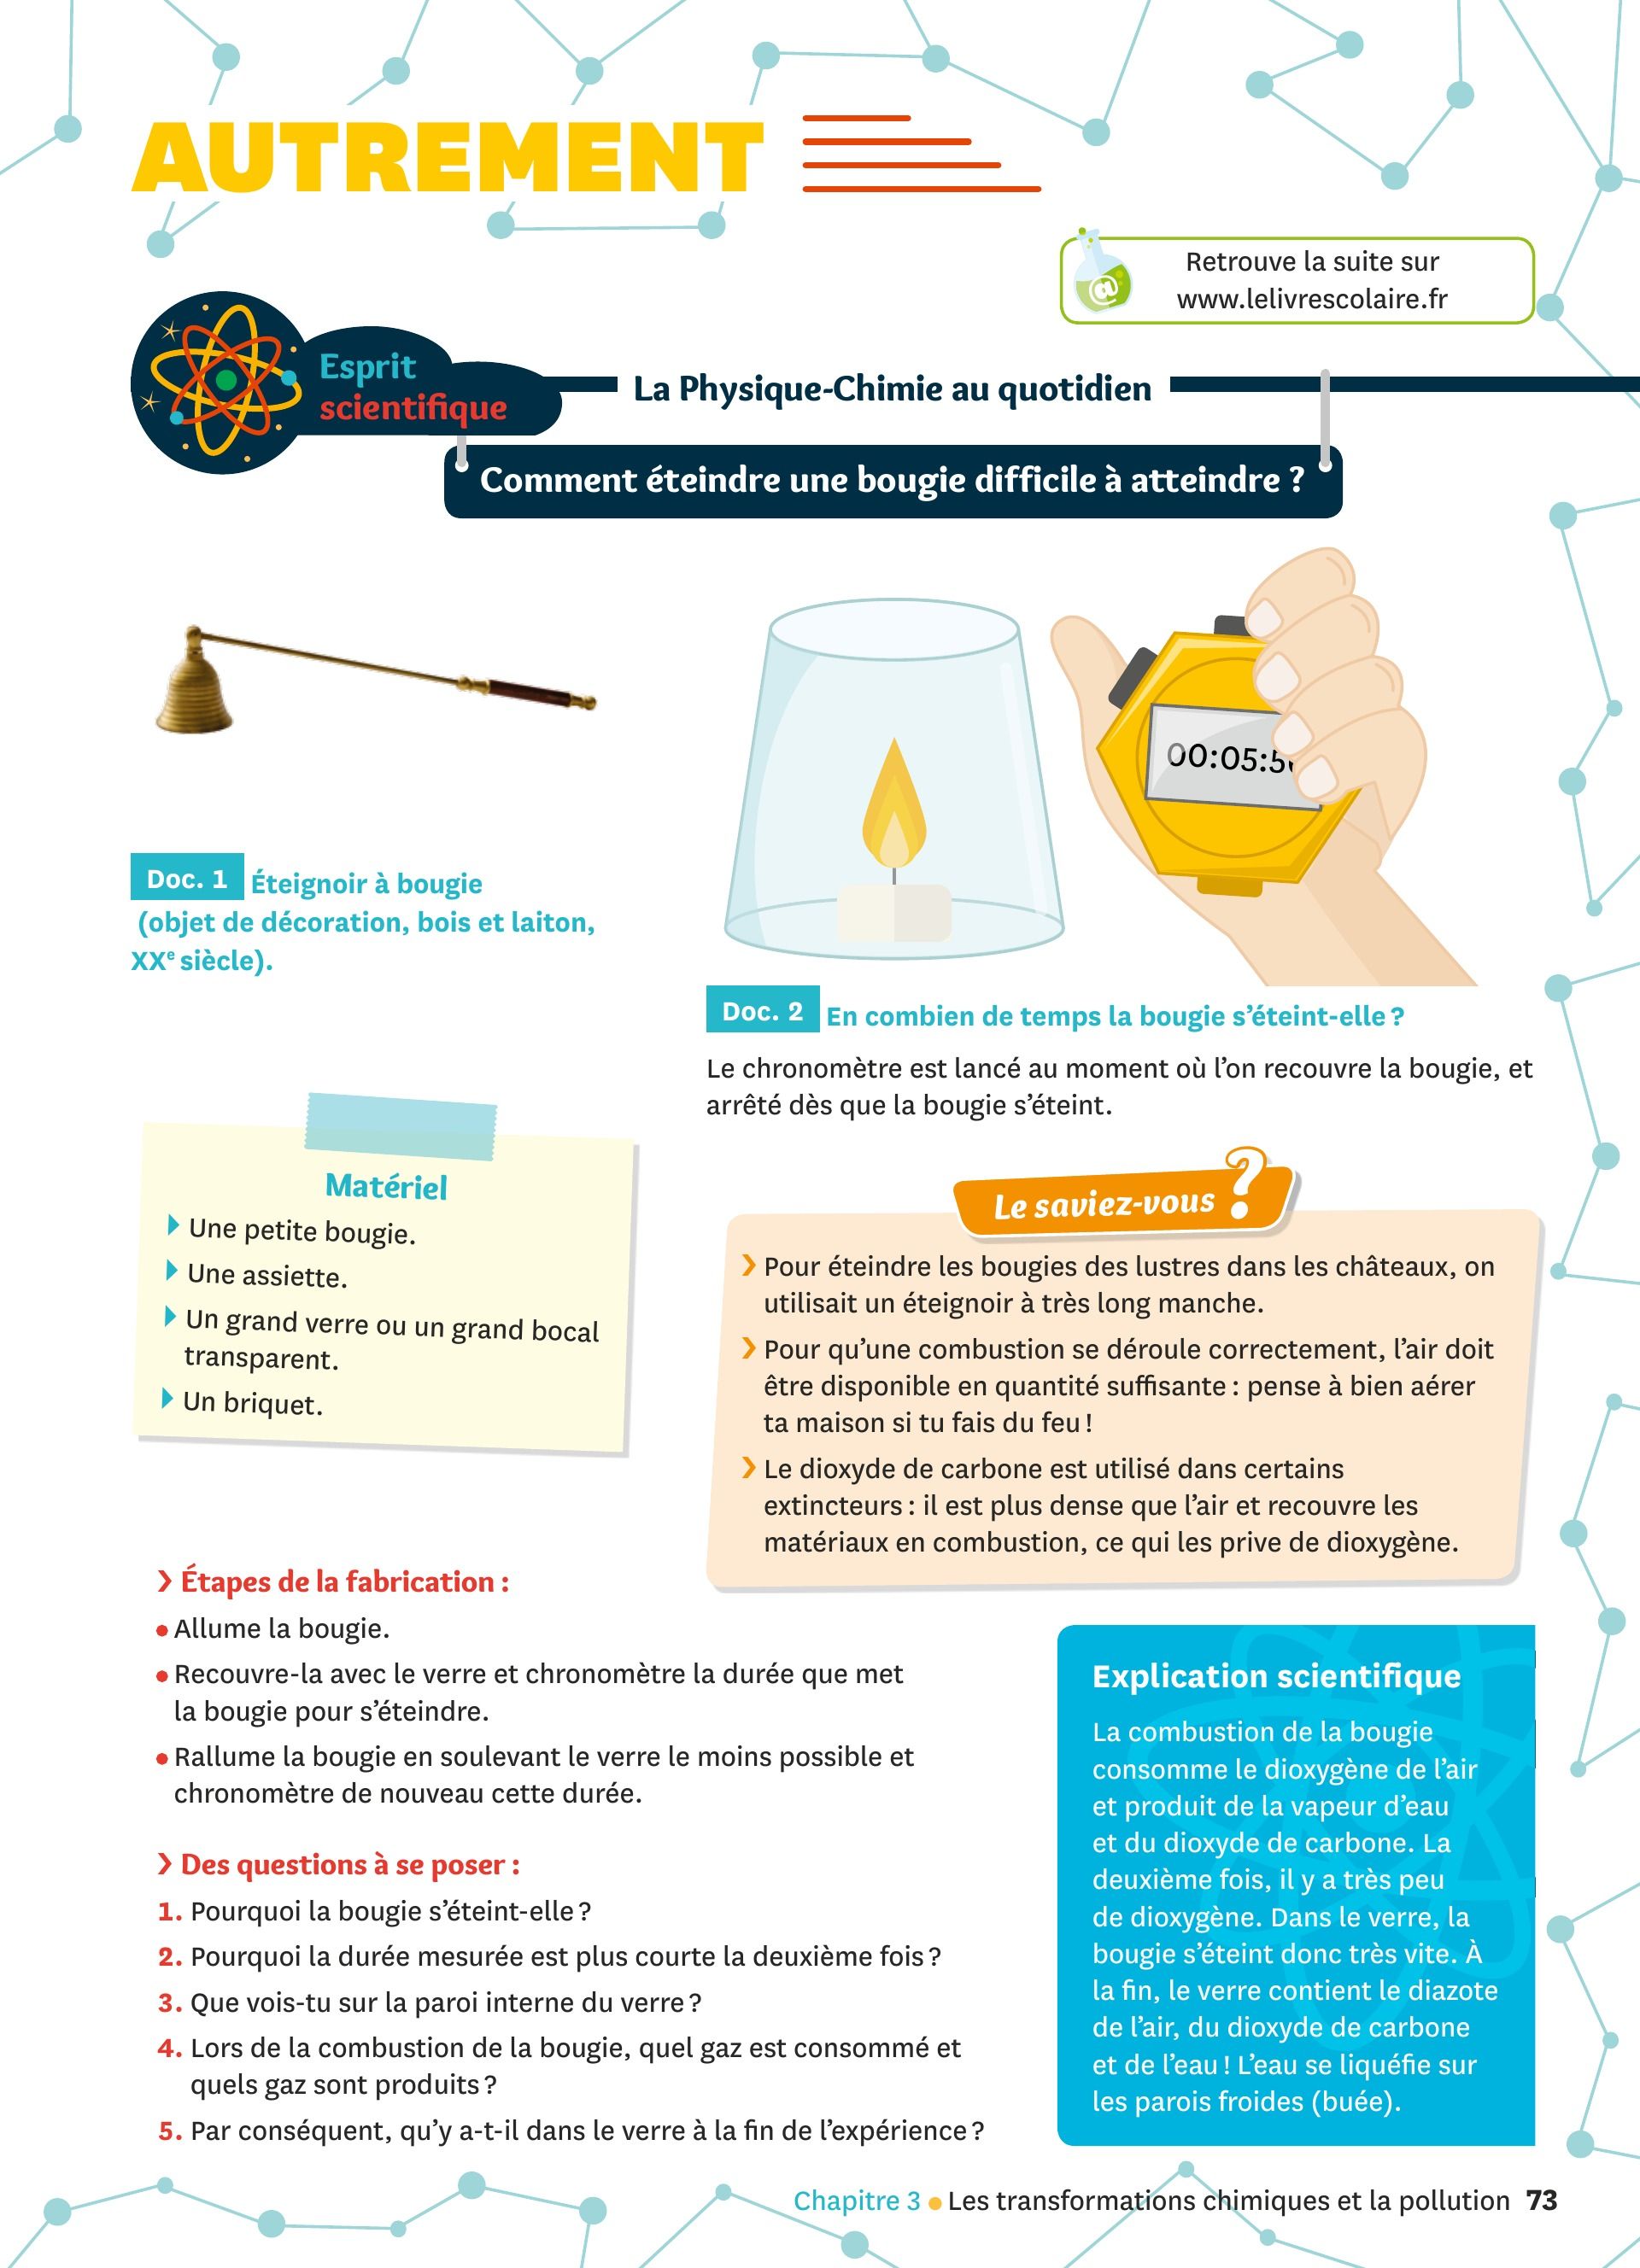 AUTREMENT
Retrouve la suite sur
www.lelivrescolaire.fr
Esprit
scientifique
La Physique-Chimie au quotidien
Comment éteindre une bougie difficile à atteindre ?
00:05:5
Doc. 1 Éteignoir à bougie
(objet de décoration, bois et laiton,
XXe siècle).
Doc. 2 En combien de temps la bougie s’éteint-elle ?
Le chronomètre est lancé au moment où l’on recouvre la bougie, et
arrêté dès que la bougie s’éteint.
Matériel
Une petite bougie.
Une assiette.
Un grand verre ou un grand bocal
transparent.
Un briquet.
Le saviez-vous ?
Pour éteindre les bougies des lustres dans les châteaux, on
utilisait un éteignoir à très long manche.
Pour qu’une combustion se déroule correctement, l’air doit
être disponible en quantité suffisante : pense à bien aérer
ta maison si tu fais du feu !
Le dioxyde de carbone est utilisé dans certains
extincteurs : il est plus dense que l’air et recouvre les
matériaux en combustion, ce qui les prive de dioxygène.
Étapes de la fabrication :
• Allume la bougie.
• Recouvre-la avec le verre et chronomètre la durée que met
la bougie pour s’éteindre.
• Rallume la bougie en soulevant le verre le moins possible et
chronomètre de nouveau cette durée.
Des questions à se poser :
1. Pourquoi la bougie s’éteint-elle ?
2. Pourquoi la durée mesurée est plus courte la deuxième fois ?
3. Que vois-tu sur la paroi interne du verre ?
4. Lors de la combustion de la bougie, quel gaz est consommé et
quels gaz sont produits ?
5. Par conséquent, qu’y a-t-il dans le verre à la fin de l’expérience ?
Explication scientifique
La combustion de la bougie
consomme le dioxygène de l’air
et produit de la vapeur d’eau
et du dioxyde de carbone. La
deuxième fois, il y a très peu
de dioxygène. Dans le verre, la
bougie s’éteint donc très vite. À
la fin, le verre contient le diazote
de l’air, du dioxyde de carbone
et de l’eau ! L’eau se liquéfie sur
les parois froides (buée).
Chapitre 3 • Les transformations chimiques et la pollution 73